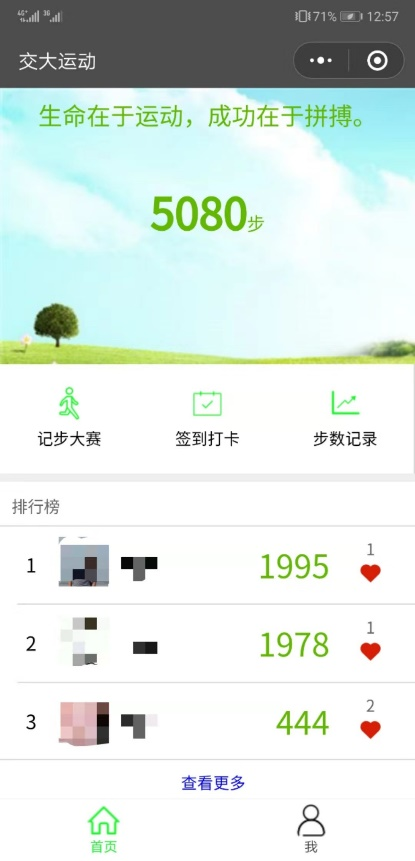 4G+ 3G 71% 12:57
交大运动
生命在于运动，成功在于拼搏。
5080步
记步大赛 签到打卡 步数记录
排行榜
1 1995 1
2 1978 1
3 444 2
查看更多
首页 我